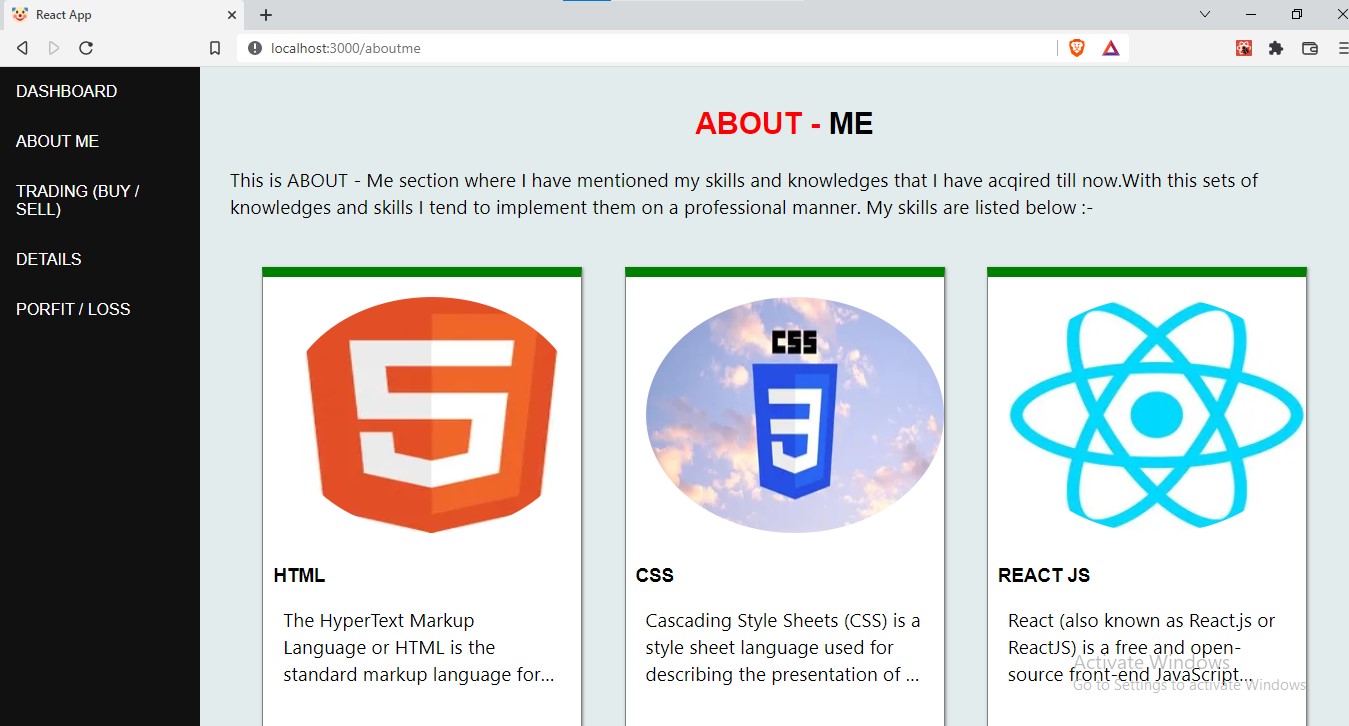 React App
localhost:3000/aboutme
DASHBOARD
ABOUT ME
TRADING (BUY /
SELL)
DETAILS
PORFIT / LOSS
ABOUT - ME
This is ABOUT - Me section where I have mentioned my skills and knowledges that I have acqired till now.With this sets of
knowledges and skills I tend to implement them on a professional manner. My skills are listed below :-
5
HTML
The HyperText Markup
Language or HTML is the
standard markup language for...
CSS
3
CSS
Cascading Style Sheets (CSS) is a
style sheet language used for
describing the presentation of ...
REACT JS
React (also known as React.js or
ReactJS) is a free and open-
source front-end JavaScript...
Activate Windows
Go to Settings to activate Windows